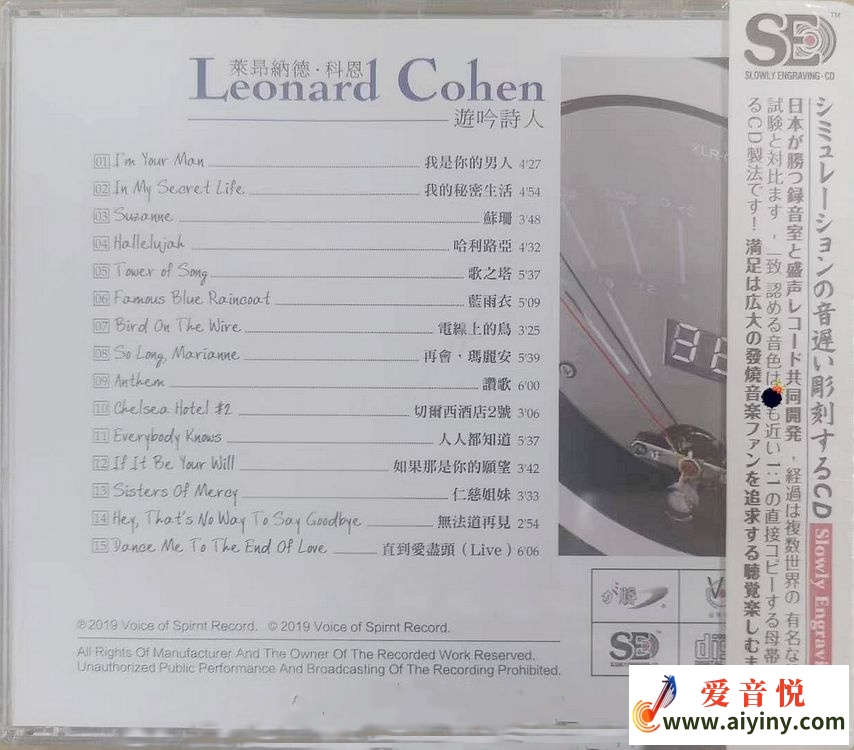 萊昂納德·科恩
Leonard Cohen
遊吟詩人
01 I'm Your Man 我是你的男人 4'27
02 In My Secret Life 我的秘密生活 4'54
03 Suzanne 蘇珊 3'48
04 Hallelujah 哈利路亞 4'32
05 Tower of Song 歌之塔 5'37
06 Famous Blue Raincoat 藍雨衣 5'09
07 Bird On The Wire 電線上的鳥 3'25
08 So Long, Marianne 再會，瑪麗安 5'39
09 Anthem 讚歌 6'00
10 Chelsea Hotel #2 切爾西酒店2號 3'06
11 Everybody Knows 人人都知道 5'37
12 If It Be Your Will 如果那是你的願望 3'42
13 Sisters Of Mercy 仁慈姐妹 3'33
14 Hey, That's No Way To Say Goodbye 無法道再見 2'54
15 Dance Me To The End Of Love 直到愛盡頭（Live）6'06
℗2019 Voice of Spirnt Record. © 2019 Voice of Spirnt Record.
All Rights Of Manufacturer And The Owner Of The Recorded Work Reserved.
Unauthorized Public Performance And Broadcasting Of The Recording Prohibited.
が勝
SE
SLOWLY ENGRAVING-CD
SE
TM
SLOWLY ENGRAVING-CD
シミュレーションの音遅い彫刻するCD
Slowly Engravi
日本が勝つ録音室と盛声レコード共同開発，経過は複数世界の有名な
試験と対比ます，一致 認める音色は も近い 1:1の直接コピーする母帯
るCD製法です！満足は広大の發燒音楽ファンを追求する聴覚楽しむま
爱音悦
www.aiyiny.com